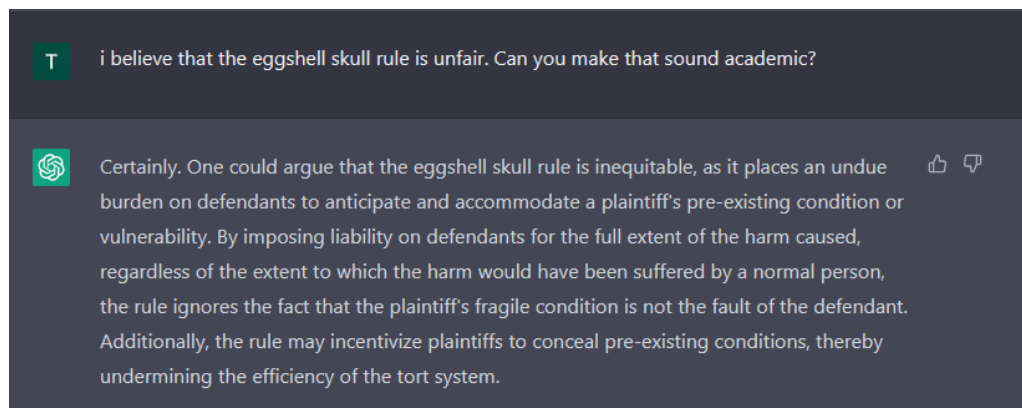 T
i believe that the eggshell skull rule is unfair. Can you make that sound academic?
Certainly. One could argue that the eggshell skull rule is inequitable, as it places an undue
burden on defendants to anticipate and accommodate a plaintiff's pre-existing condition or
vulnerability. By imposing liability on defendants for the full extent of the harm caused,
regardless of the extent to which the harm would have been suffered by a normal person,
the rule ignores the fact that the plaintiff's fragile condition is not the fault of the defendant.
Additionally, the rule may incentivize plaintiffs to conceal pre-existing conditions, thereby
undermining the efficiency of the tort system.